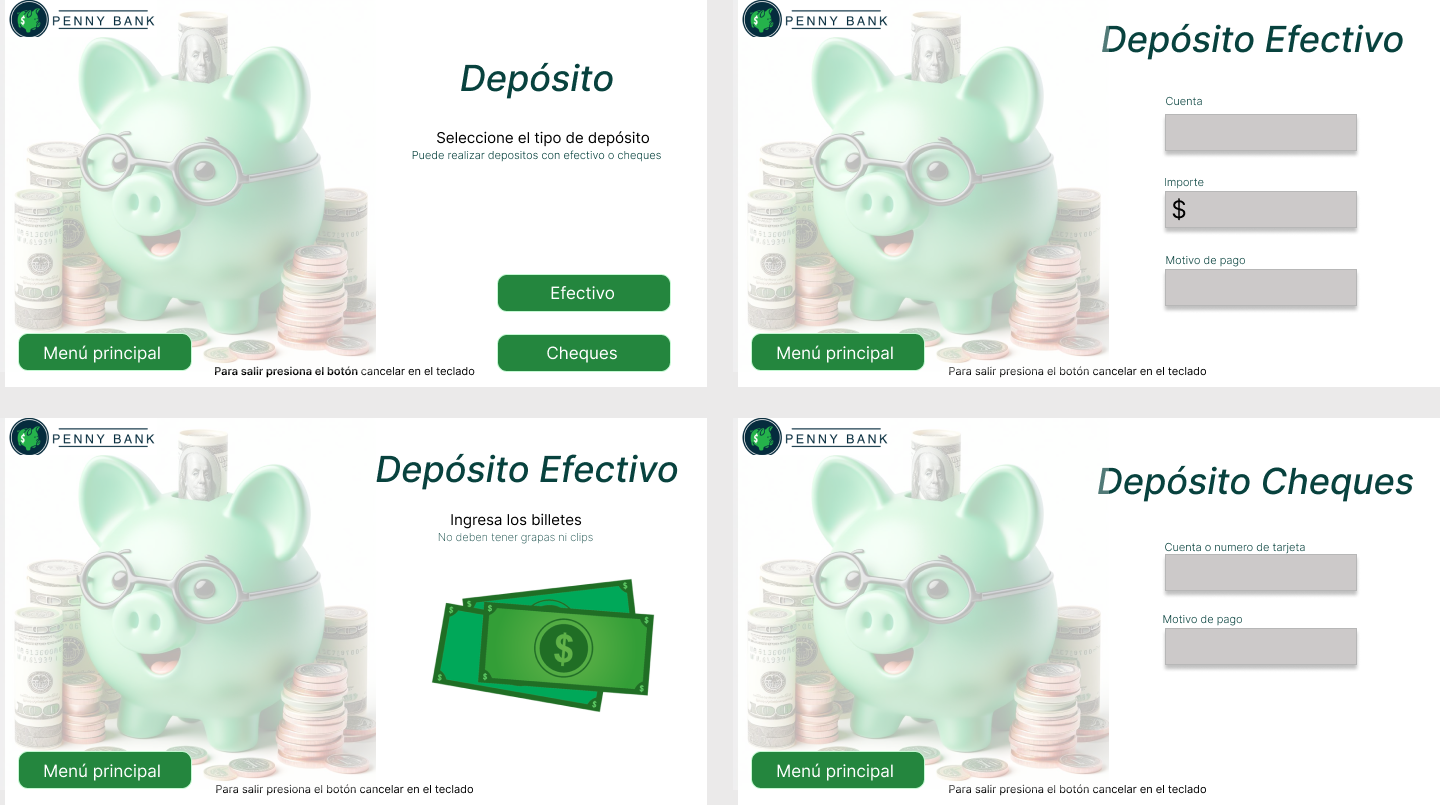 PENNY BANK
Depósito
Seleccione el tipo de depósito
Puede realizar depositos con efectivo o cheques
Efectivo
Cheques
Menú principal
Para salir presiona el botón cancelar en el teclado
PENNY BANK
Depósito Efectivo
Cuenta
Importe
$
Motivo de pago
Menú principal
Para salir presiona el botón cancelar en el teclado
PENNY BANK
Depósito Efectivo
Ingresa los billetes
No deben tener grapas ni clips
$
Menú principal
Para salir presiona el botón cancelar en el teclado
PENNY BANK
Depósito Cheques
Cuenta o numero de tarjeta
Motivo de pago
Menú principal
Para salir presiona el botón cancelar en el teclado